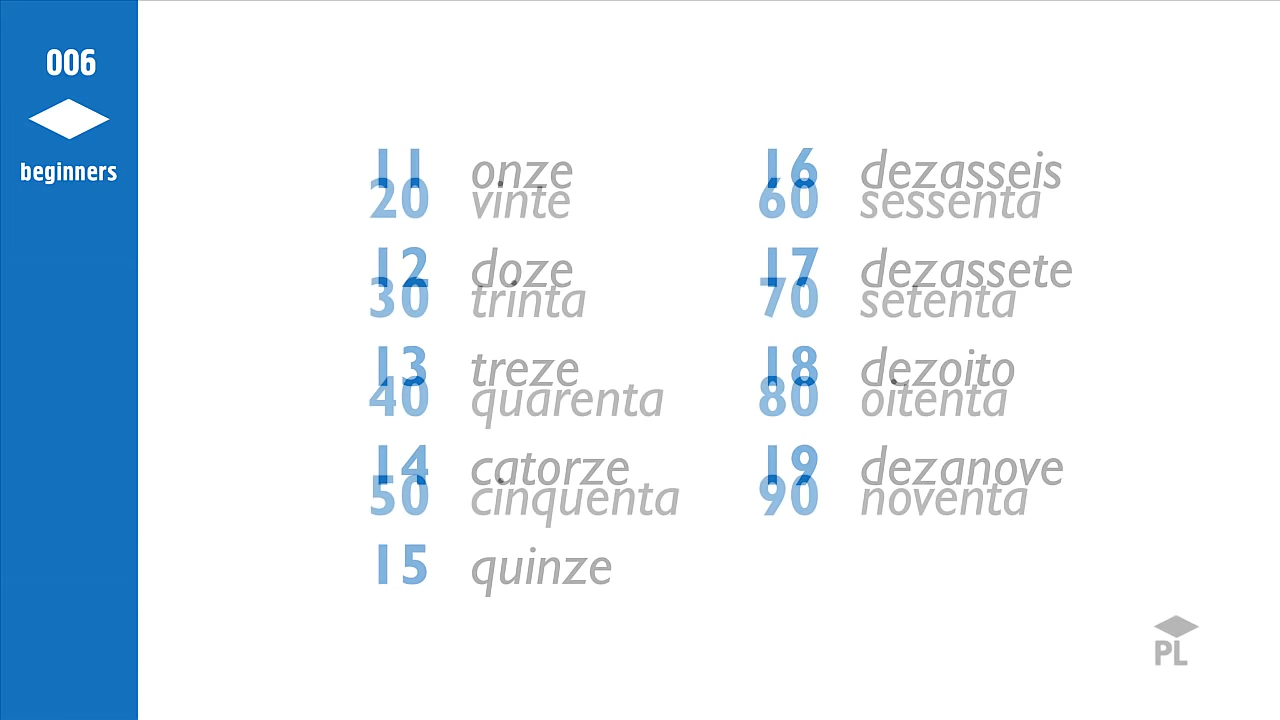 006
beginners
11 onze
20 vinte
12 doze
30 trinta
13 treze
40 quarenta
14 catorze
50 cinquenta
15 quinze
16 dezasseis
60 sessenta
17 dezassete
70 setenta
18 dezoito
80 oitenta
19 dezanove
90 noventa
PL